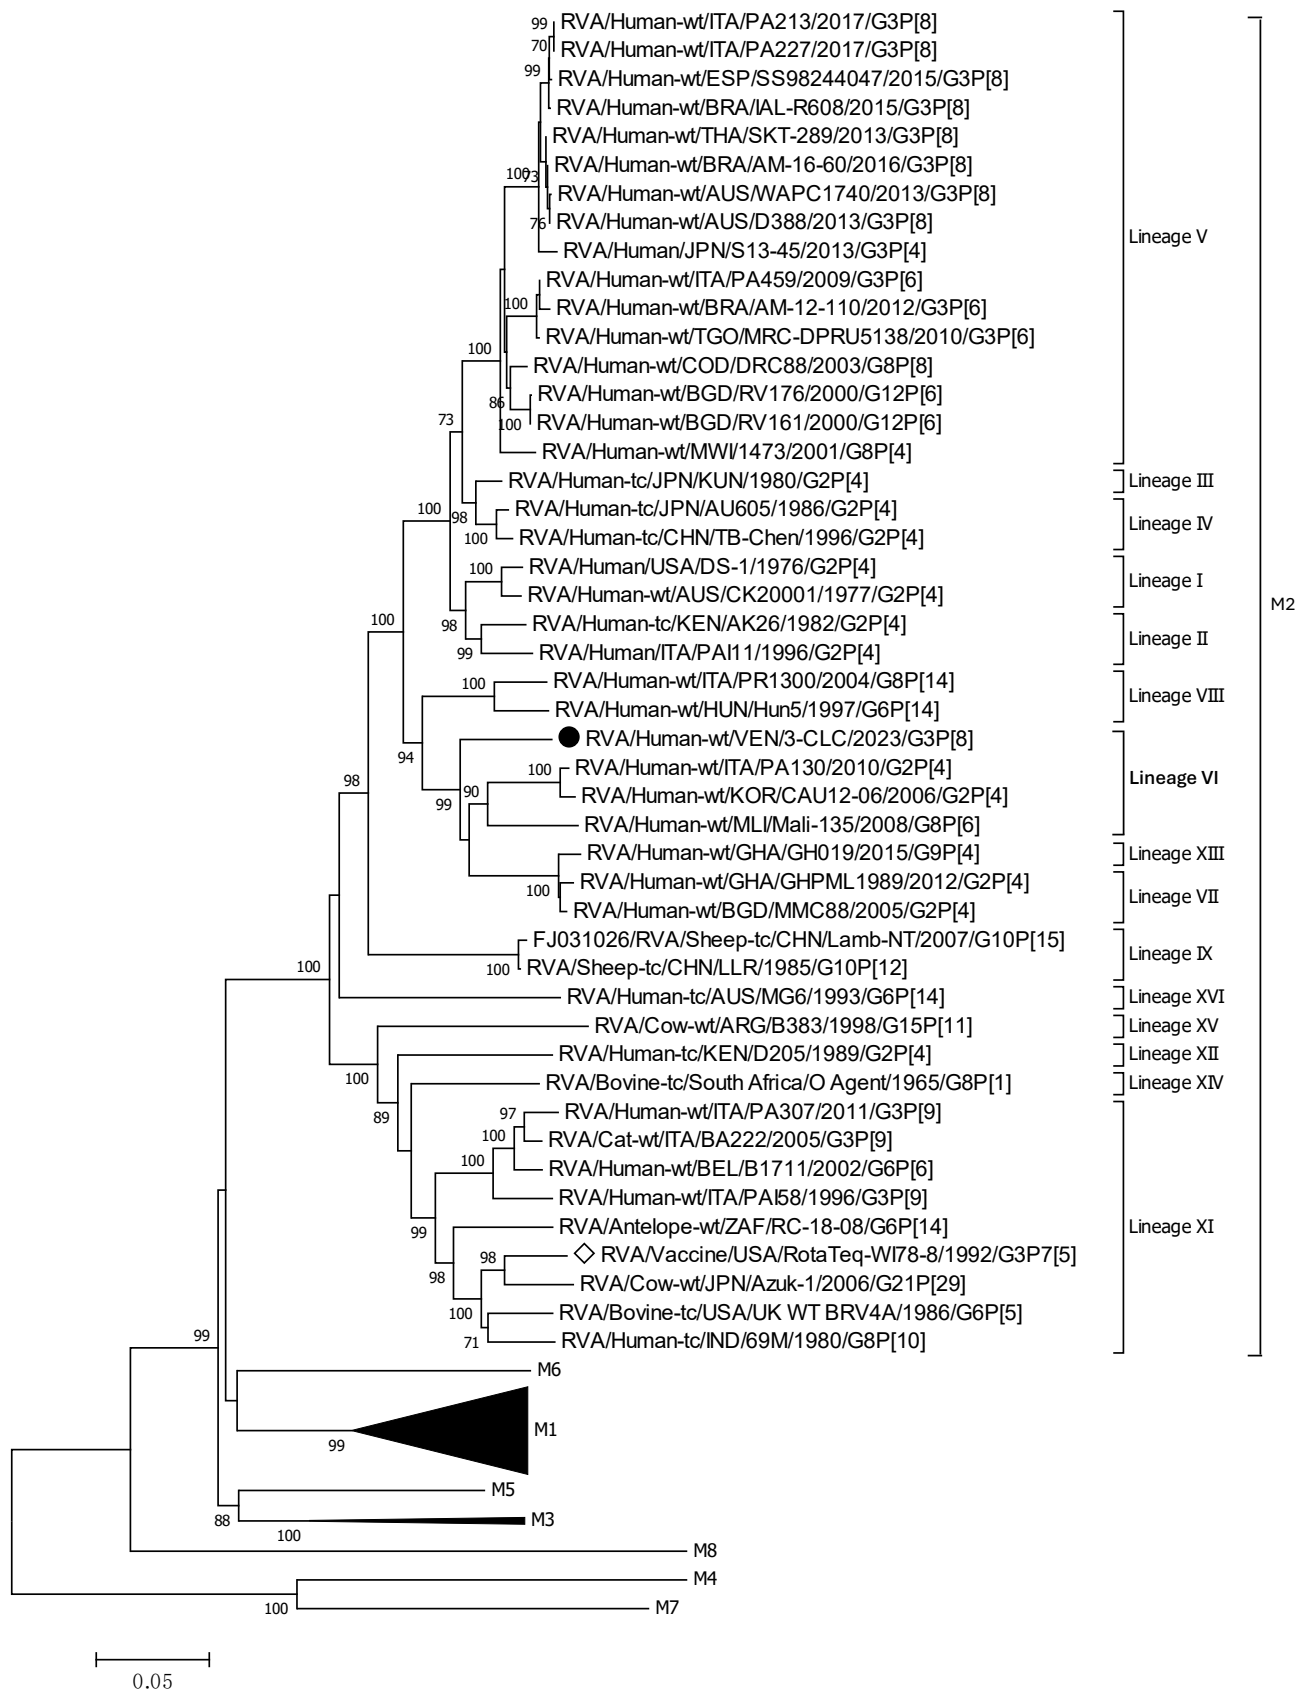 99
RVA/Human-wt/ITA/PA213/2017/G3P[8]
70
RVA/Human-wt/ITA/PA227/2017/G3P[8]
99
RVA/Human-wt/ESP/SS98244047/2015/G3P[8]
RVA/Human-wt/BRA/IAL-R608/2015/G3P[8]
RVA/Human-wt/THA/SKT-289/2013/G3P[8]
RVA/Human-wt/BRA/AM-16-60/2016/G3P[8]
100
73
RVA/Human-wt/AUS/WAPC1740/2013/G3P[8]
76
RVA/Human-wt/AUS/D388/2013/G3P[8]
Lineage V
RVA/Human/JPN/S13-45/2013/G3P[4]
RVA/Human-wt/ITA/PA459/2009/G3P[6]
100
RVA/Human-wt/BRA/AM-12-110/2012/G3P[6]
RVA/Human-wt/TGO/MRC-DPRU5138/2010/G3P[6]
100
RVA/Human-wt/COD/DRC88/2003/G8P[8]
86
RVA/Human-wt/BGD/RV176/2000/G12P[6]
100
RVA/Human-wt/BGD/RV161/2000/G12P[6]
73
RVA/Human-wt/MWI/1473/2001/G8P[4]
RVA/Human-tc/JPN/KUN/1980/G2P[4]
Lineage III
100
98
RVA/Human-tc/JPN/AU605/1986/G2P[4]
Lineage IV
100
RVA/Human-tc/CHN/TB-Chen/1996/G2P[4]
100
RVA/Human/USA/DS-1/1976/G2P[4]
Lineage I
RVA/Human-wt/AUS/CK20001/1977/G2P[4]
M2
100
98
RVA/Human-tc/KEN/AK26/1982/G2P[4]
Lineage II
99
RVA/Human/ITA/PAI11/1996/G2P[4]
100
RVA/Human-wt/ITA/PR1300/2004/G8P[14]
Lineage VIII
RVA/Human-wt/HUN/Hun5/1997/G6P[14]
94
RVA/Human-wt/VEN/3-CLC/2023/G3P[8]
98
100
RVA/Human-wt/ITA/PA130/2010/G2P[4]
Lineage VI
99
90
RVA/Human-wt/KOR/CAU12-06/2006/G2P[4]
RVA/Human-wt/MLI/Mali-135/2008/G8P[6]
RVA/Human-wt/GHA/GH019/2015/G9P[4]
Lineage XIII
100
RVA/Human-wt/GHA/GHPML1989/2012/G2P[4]
Lineage VII
RVA/Human-wt/BGD/MMC88/2005/G2P[4]
FJ031026/RVA/Sheep-tc/CHN/Lamb-NT/2007/G10P[15]
Lineage IX
100
100
RVA/Sheep-tc/CHN/LLR/1985/G10P[12]
RVA/Human-tc/AUS/MG6/1993/G6P[14]
Lineage XVI
RVA/Cow-wt/ARG/B383/1998/G15P[11]
Lineage XV
100
RVA/Human-tc/KEN/D205/1989/G2P[4]
Lineage XII
89
RVA/Bovine-tc/South Africa/O Agent/1965/G8P[1]
Lineage XIV
97
RVA/Human-wt/ITA/PA307/2011/G3P[9]
100
RVA/Cat-wt/ITA/BA222/2005/G3P[9]
100
RVA/Human-wt/BEL/B1711/2002/G6P[6]
RVA/Human-wt/ITA/PAI58/1996/G3P[9]
99
RVA/Antelope-wt/ZAF/RC-18-08/G6P[14]
Lineage XI
98
98
RVA/Vaccine/USA/RotaTeq-WI78-8/1992/G3P7[5]
RVA/Cow-wt/JPN/Azuk-1/2006/G21P[29]
100
RVA/Bovine-tc/USA/UK WT BRV4A/1986/G6P[5]
71
RVA/Human-tc/IND/69M/1980/G8P[10]
99
M6
M1
99
M5
88
100
M3
M8
M4
100
M7
0.05